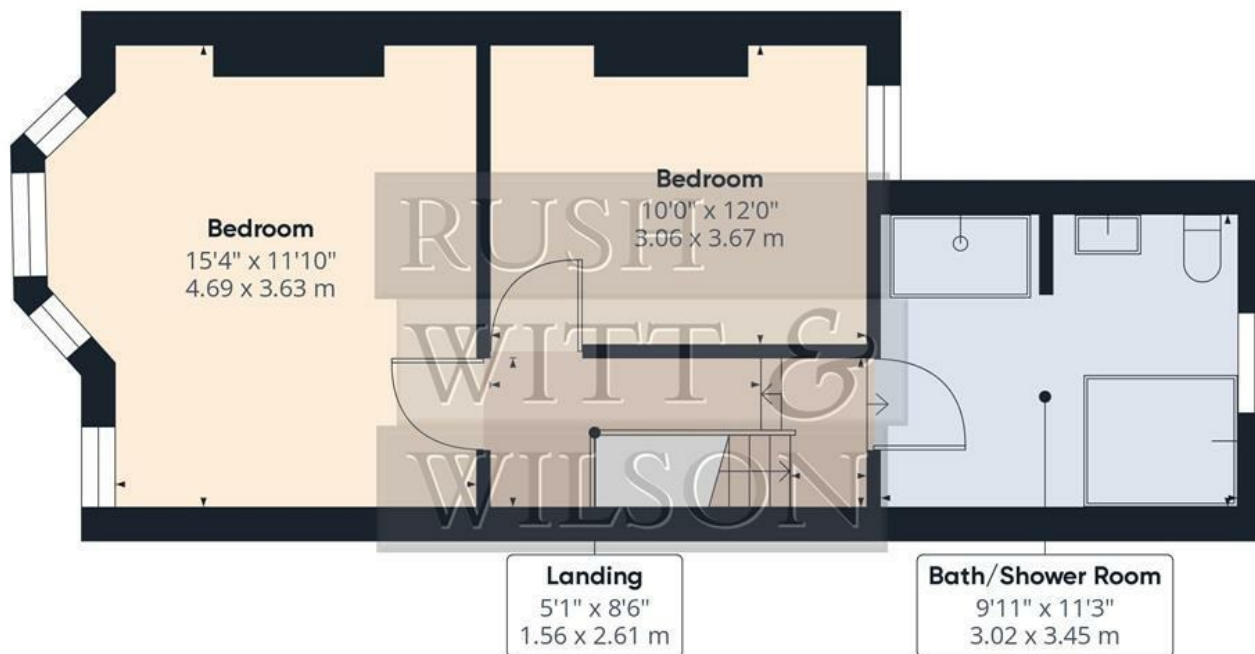 Bedroom
15'4" x 11'10"
4.69 x 3.63 m
Bedroom
10'0" x 12'0"
3.06 x 3.67 m
RUSH
WITT &
WILSON
Landing
5'1" x 8'6"
1.56 x 2.61 m
Bath/Shower Room
9'11" x 11'3"
3.02 x 3.45 m